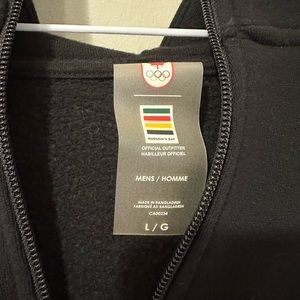 HUDSON'S BAY
OFFICIAL OUTFITTER
HABILLEUR OFFICIEL
MENS / HOMME
MADE IN BANGLADESH
FABRIQUÉ AU BANGLADESH
CA00234
L / G